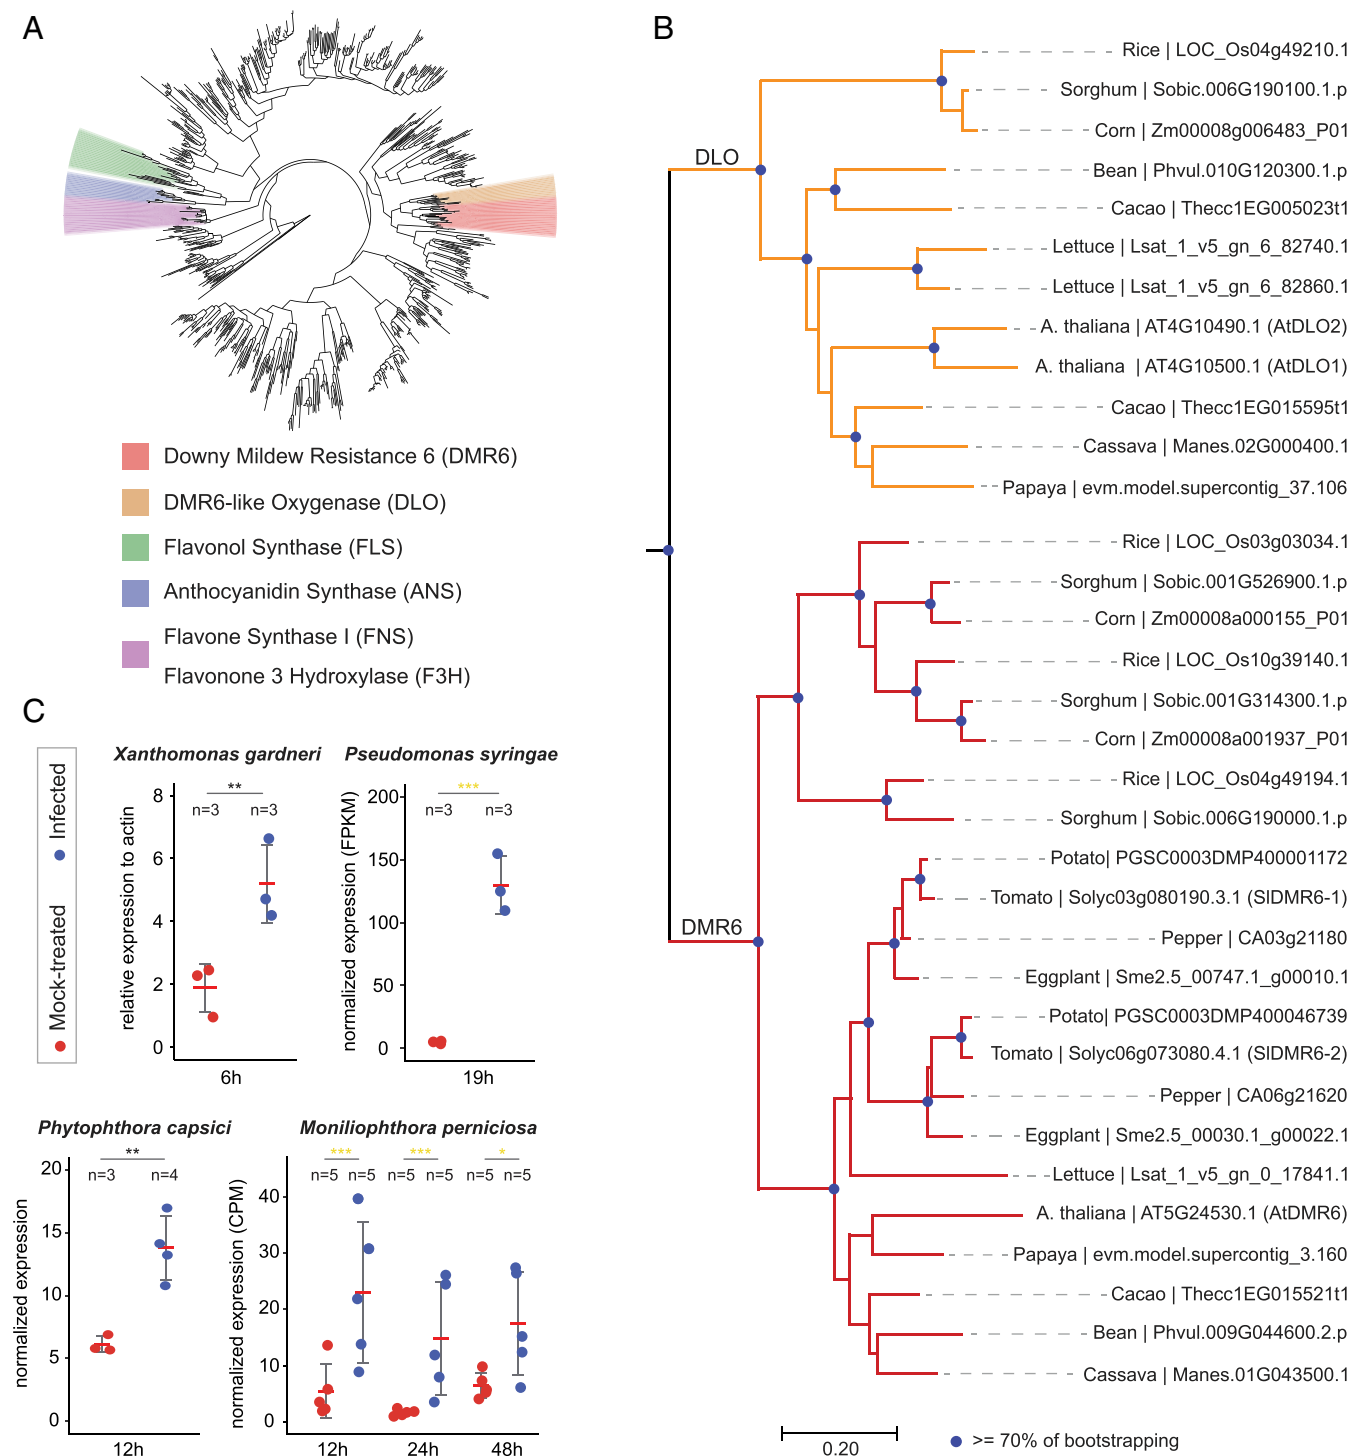 A
Downy Mildew Resistance 6 (DMR6)
DMR6-like Oxygenase (DLO)
Flavonol Synthase (FLS)
Anthocyanidin Synthase (ANS)
Flavone Synthase I (FNS)
Flavonone 3 Hydroxylase (F3H)
B
DLO
Rice | LOC_Os04g49210.1
Sorghum | Sobic.006G190100.1.p
Corn | Zm00008g006483_P01
Bean | Phvul.010G120300.1.p
Cacao | Thecc1EG005023t1
Lettuce | Lsat_1_v5_gn_6_82740.1
Lettuce | Lsat_1_v5_gn_6_82860.1
A. thaliana | AT4G10490.1 (AtDLO2)
A. thaliana | AT4G10500.1 (AtDLO1)
Cacao | Thecc1EG015595t1
Cassava | Manes.02G000400.1
Papaya | evm.model.supercontig_37.106
DMR6
Rice | LOC_Os03g03034.1
Sorghum | Sobic.001G526900.1.p
Corn | Zm00008a000155_P01
Rice | LOC_Os10g39140.1
Sorghum | Sobic.001G314300.1.p
Corn | Zm00008a001937_P01
Rice | LOC_Os04g49194.1
Sorghum | Sobic.006G190000.1.p
Potato| PGSC0003DMP400001172
Tomato | Solyc03g080190.3.1 (SlDMR6-1)
Pepper | CA03g21180
Eggplant | Sme2.5_00747.1_g00010.1
Potato| PGSC0003DMP400046739
Tomato | Solyc06g073080.4.1 (SlDMR6-2)
Pepper | CA06g21620
Eggplant | Sme2.5_00030.1_g00022.1
Lettuce | Lsat_1_v5_gn_0_17841.1
A. thaliana | AT5G24530.1 (AtDMR6)
Papaya | evm.model.supercontig_3.160
Cacao | Thecc1EG015521t1
Bean | Phvul.009G044600.2.p
Cassava | Manes.01G043500.1
0.20
>= 70% of bootstrapping
C
Mock-treated
Infected
Xanthomonas gardneri
relative expression to actin
8
6
4
2
0
**
n=3 n=3
6h
Pseudomonas syringae
normalized expression (FPKM)
200
150
100
50
0
***
n=3 n=3
19h
Phytophthora capsici
normalized expression
20
15
10
5
0
**
n=3 n=4
12h
Moniliophthora perniciosa
normalized expression (CPM)
40
30
20
10
0
*** *** *
n=5 n=5 n=5 n=5 n=5 n=5
12h 24h 48h